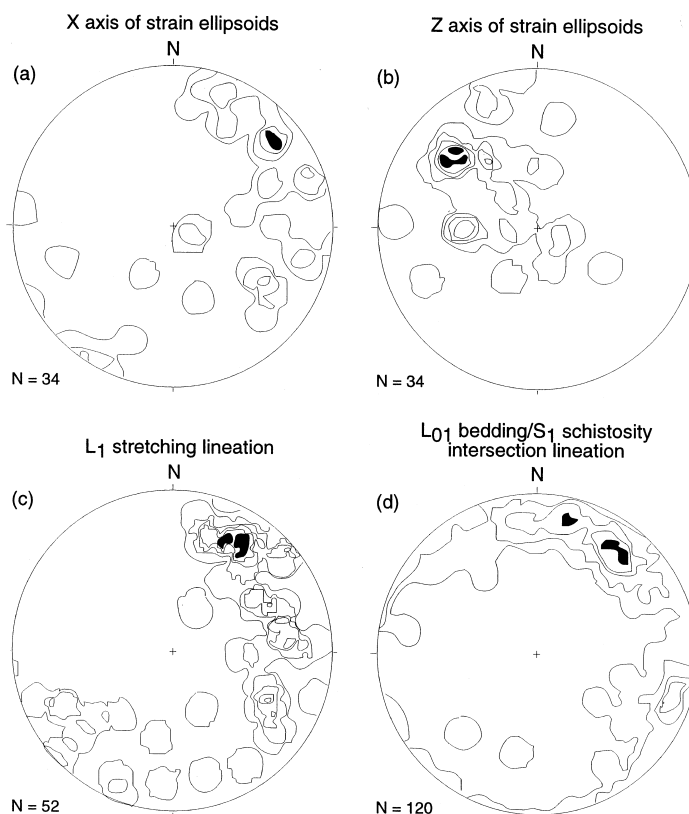 X axis of strain ellipsoids
N
(a)
N = 34
Z axis of strain ellipsoids
N
(b)
N = 34
L1 stretching lineation
N
(c)
N = 52
L01 bedding/S1 schistosity
intersection lineation
N
(d)
N = 120